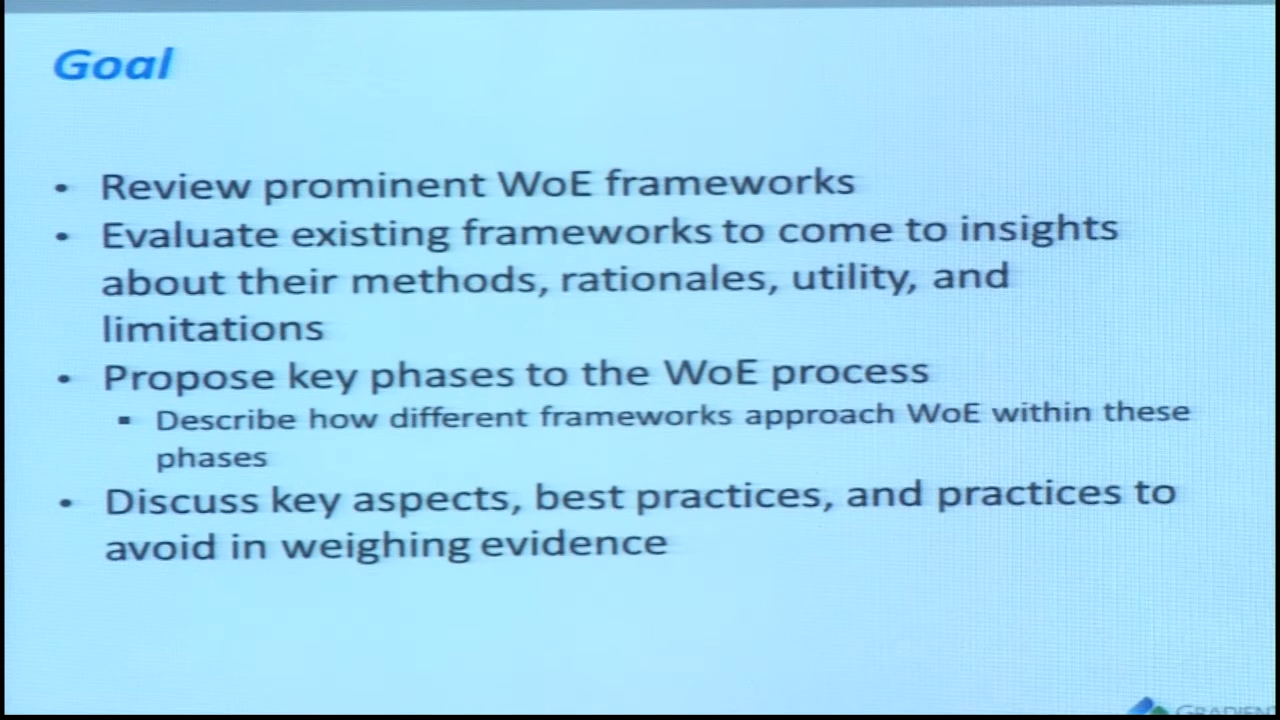 Goal
• Review prominent WoE frameworks
• Evaluate existing frameworks to come to insights
about their methods, rationales, utility, and
limitations
• Propose key phases to the WoE process
▪ Describe how different frameworks approach WoE within these
phases
• Discuss key aspects, best practices, and practices to
avoid in weighing evidence